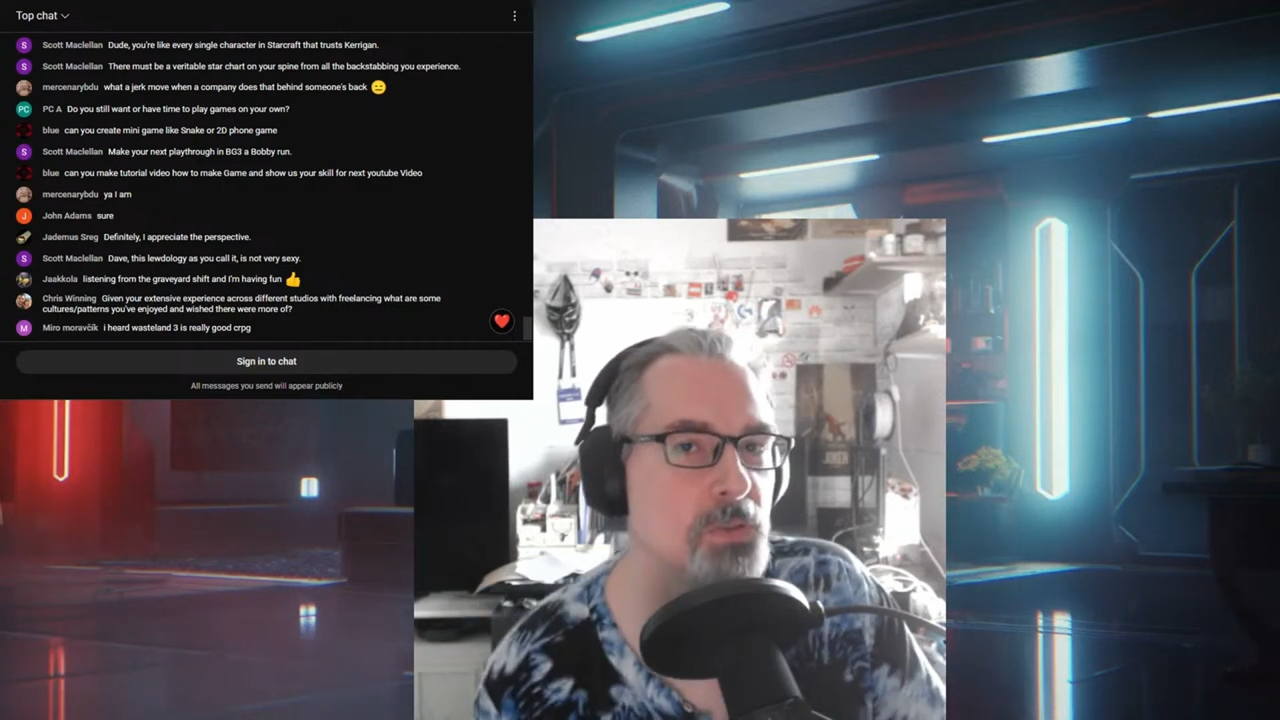 Top chat
S Scott Maclellan Dude, you're like every single character in Starcraft that trusts Kerrigan.
S Scott Maclellan There must be a veritable star chart on your spine from all the backstabbing you experience.
mercenarybdu what a jerk move when a company does that behind someone's back 😑
PC PC A Do you still want or have time to play games on your own?
blue can you create mini game like Snake or 2D phone game
S Scott Maclellan Make your next playthrough in BG3 a Bobby run.
blue can you make tutorial video how to make Game and show us your skill for next youtube Video
mercenarybdu ya I am
J John Adams sure
Jademus Sreg Definitely, I appreciate the perspective.
S Scott Maclellan Dave, this lewdology as you call it, is not very sexy.
Jaakkola listening from the graveyard shift and I'm having fun 👍
Chris Winning Given your extensive experience across different studios with freelancing what are some
cultures/patterns you've enjoyed and wished there were more of?
M Miro moravčík i heard wasteland 3 is really good crpg
Sign in to chat
All messages you send will appear publicly